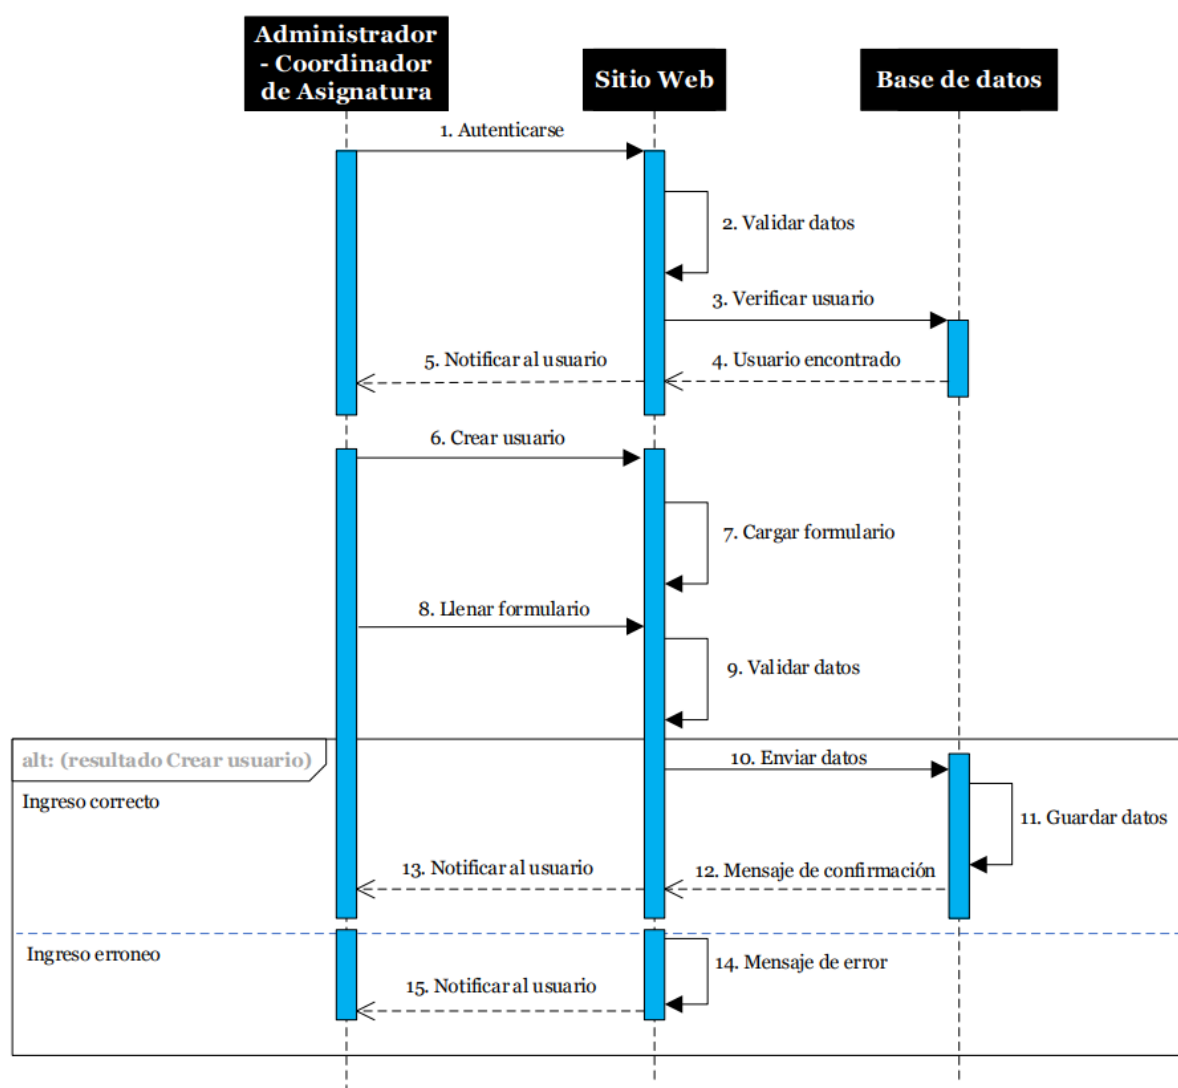 Administrador
- Coordinador
de Asignatura
Sitio Web
Base de datos
1. Autenticarse
2. Validar datos
3. Verificar usuario
4. Usuario encontrado
5. Notificar al usuario
6. Crear usuario
7. Cargar formulario
8. Llenar formulario
9. Validar datos
alt: (resultado Crear usuario)
10. Enviar datos
Ingreso correcto
11. Guardar datos
12. Mensaje de confirmación
13. Notificar al usuario
Ingreso erroneo
14. Mensaje de error
15. Notificar al usuario